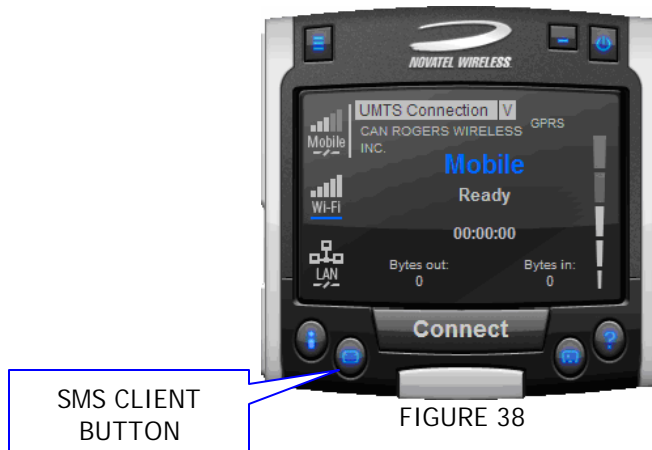 NOVATEL WIRELESS
UMTS Connection V
CAN ROGERS WIRELESS GPRS
INC.
Mobile
Mobile
Ready
Wi-Fi
00:00:00
LAN
Bytes out: Bytes in:
0 0
Connect
?
SMS CLIENT
BUTTON
FIGURE 38